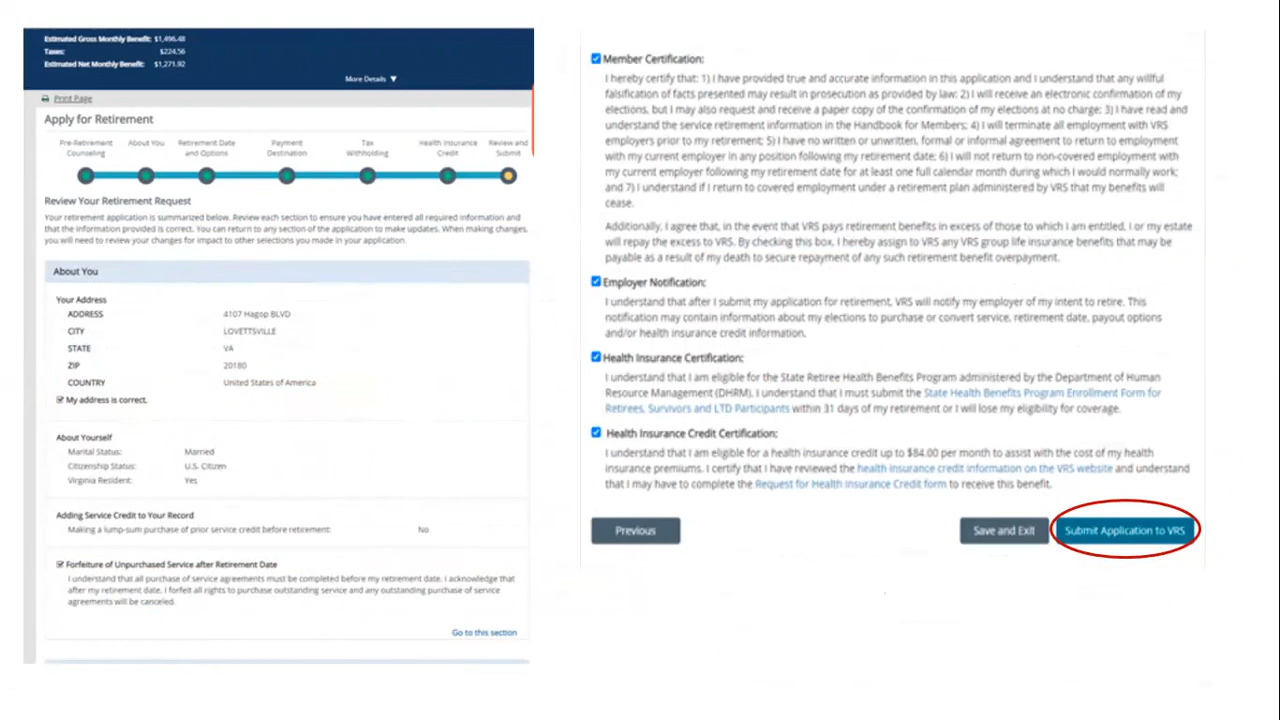 Estimated Gross Monthly Benefit: $1,496.48
Taxes: $224.56
Estimated Net Monthly Benefit: $1,271.92
More Details ▼
Print Page
Apply for Retirement
Pre-Retirement Counseling
About You
Retirement Date and Options
Payment Destination
Tax Withholding
Health Insurance Credit
Review and Submit
Review Your Retirement Request
Your retirement application is summarized below. Review each section to ensure you have entered all required information and
that the information provided is correct. You can return to any section of the application to make updates. When making changes,
you will need to review your changes for impact to other selections you made in your application.
About You
Your Address
ADDRESS 4107 Hagop BLVD
CITY LOVETTSVILLE
STATE VA
ZIP 20180
COUNTRY United States of America
My address is correct.
About Yourself
Marital Status: Married
Citizenship Status: U.S. Citizen
Virginia Resident: Yes
Adding Service Credit to Your Record
Making a lump-sum purchase of prior service credit before retirement: No
Forfeiture of Unpurchased Service after Retirement Date
I understand that all purchase of service agreements must be completed before my retirement date. I acknowledge that
after my retirement date, I forfeit all rights to purchase outstanding service and any outstanding purchase of service
agreements will be canceled.
Go to this section
Member Certification:
I hereby certify that: 1) I have provided true and accurate information in this application and I understand that any willful
falsification of facts presented may result in prosecution as provided by law; 2) I will receive an electronic confirmation of my
elections, but I may also request and receive a paper copy of the confirmation of my elections at no charge; 3) I have read and
understand the service retirement information in the Handbook for Members; 4) I will terminate all employment with VRS
employers prior to my retirement; 5) I have no written or unwritten, formal or informal agreement to return to employment
with my current employer in any position following my retirement date; 6) I will not return to non-covered employment with
my current employer following my retirement date for at least one full calendar month during which I would normally work;
and 7) I understand if I return to covered employment under a retirement plan administered by VRS that my benefits will
cease.
Additionally, I agree that, in the event that VRS pays retirement benefits in excess of those to which I am entitled, I or my estate
will repay the excess to VRS. By checking this box, I hereby assign to VRS any VRS group life insurance benefits that may be
payable as a result of my death to secure repayment of any such retirement benefit overpayment.
Employer Notification:
I understand that after I submit my application for retirement, VRS will notify my employer of my intent to retire. This
notification may contain information about my elections to purchase or convert service, retirement date, payout options
and/or health insurance credit information.
Health Insurance Certification:
I understand that I am eligible for the State Retiree Health Benefits Program administered by the Department of Human
Resource Management (DHRM). I understand that I must submit the State Health Benefits Program Enrollment Form for
Retirees, Survivors and LTD Participants within 31 days of my retirement or I will lose my eligibility for coverage.
Health Insurance Credit Certification:
I understand that I am eligible for a health insurance credit up to $84.00 per month to assist with the cost of my health
insurance premiums. I certify that I have reviewed the health insurance credit information on the VRS website and understand
that I may have to complete the Request for Health Insurance Credit form to receive this benefit.
Previous
Save and Exit
Submit Application to VRS